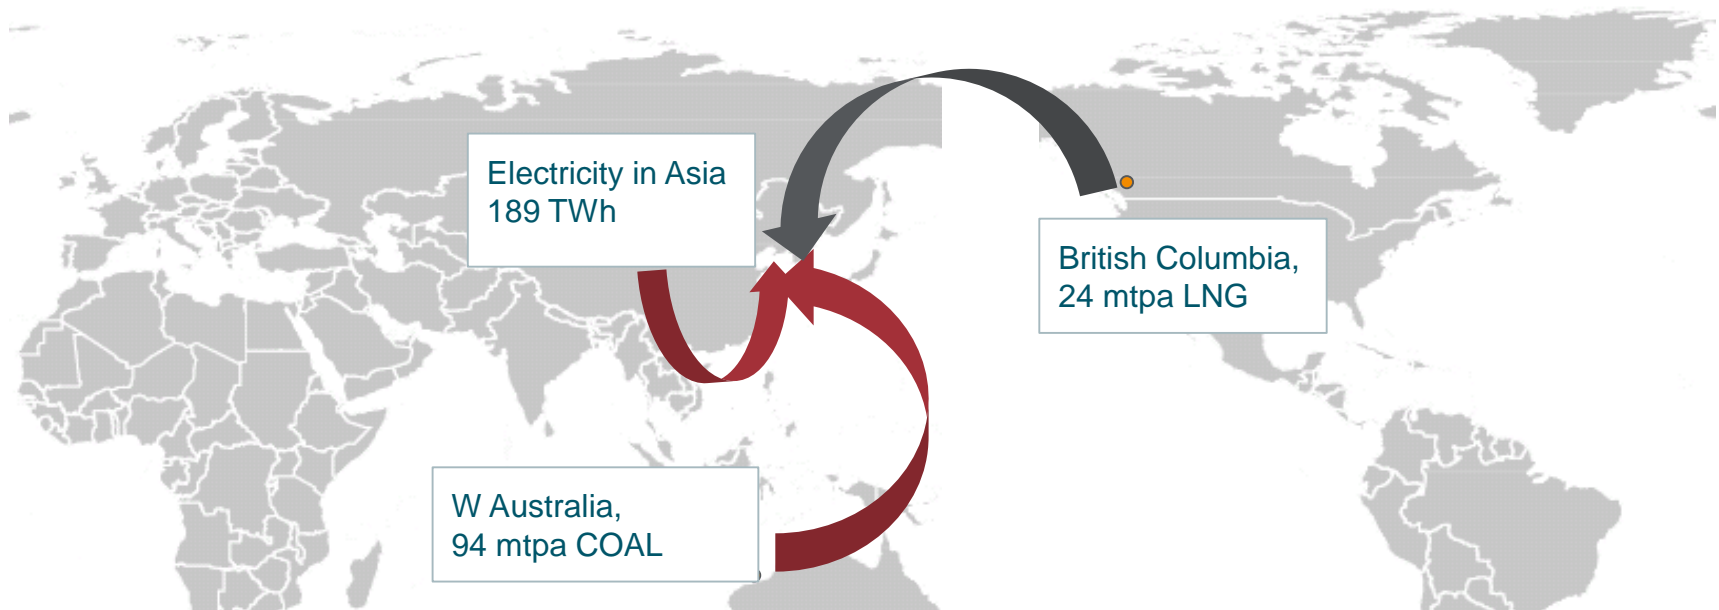 Electricity in Asia
189 TWh
British Columbia,
24 mtpa LNG
W Australia,
94 mtpa COAL